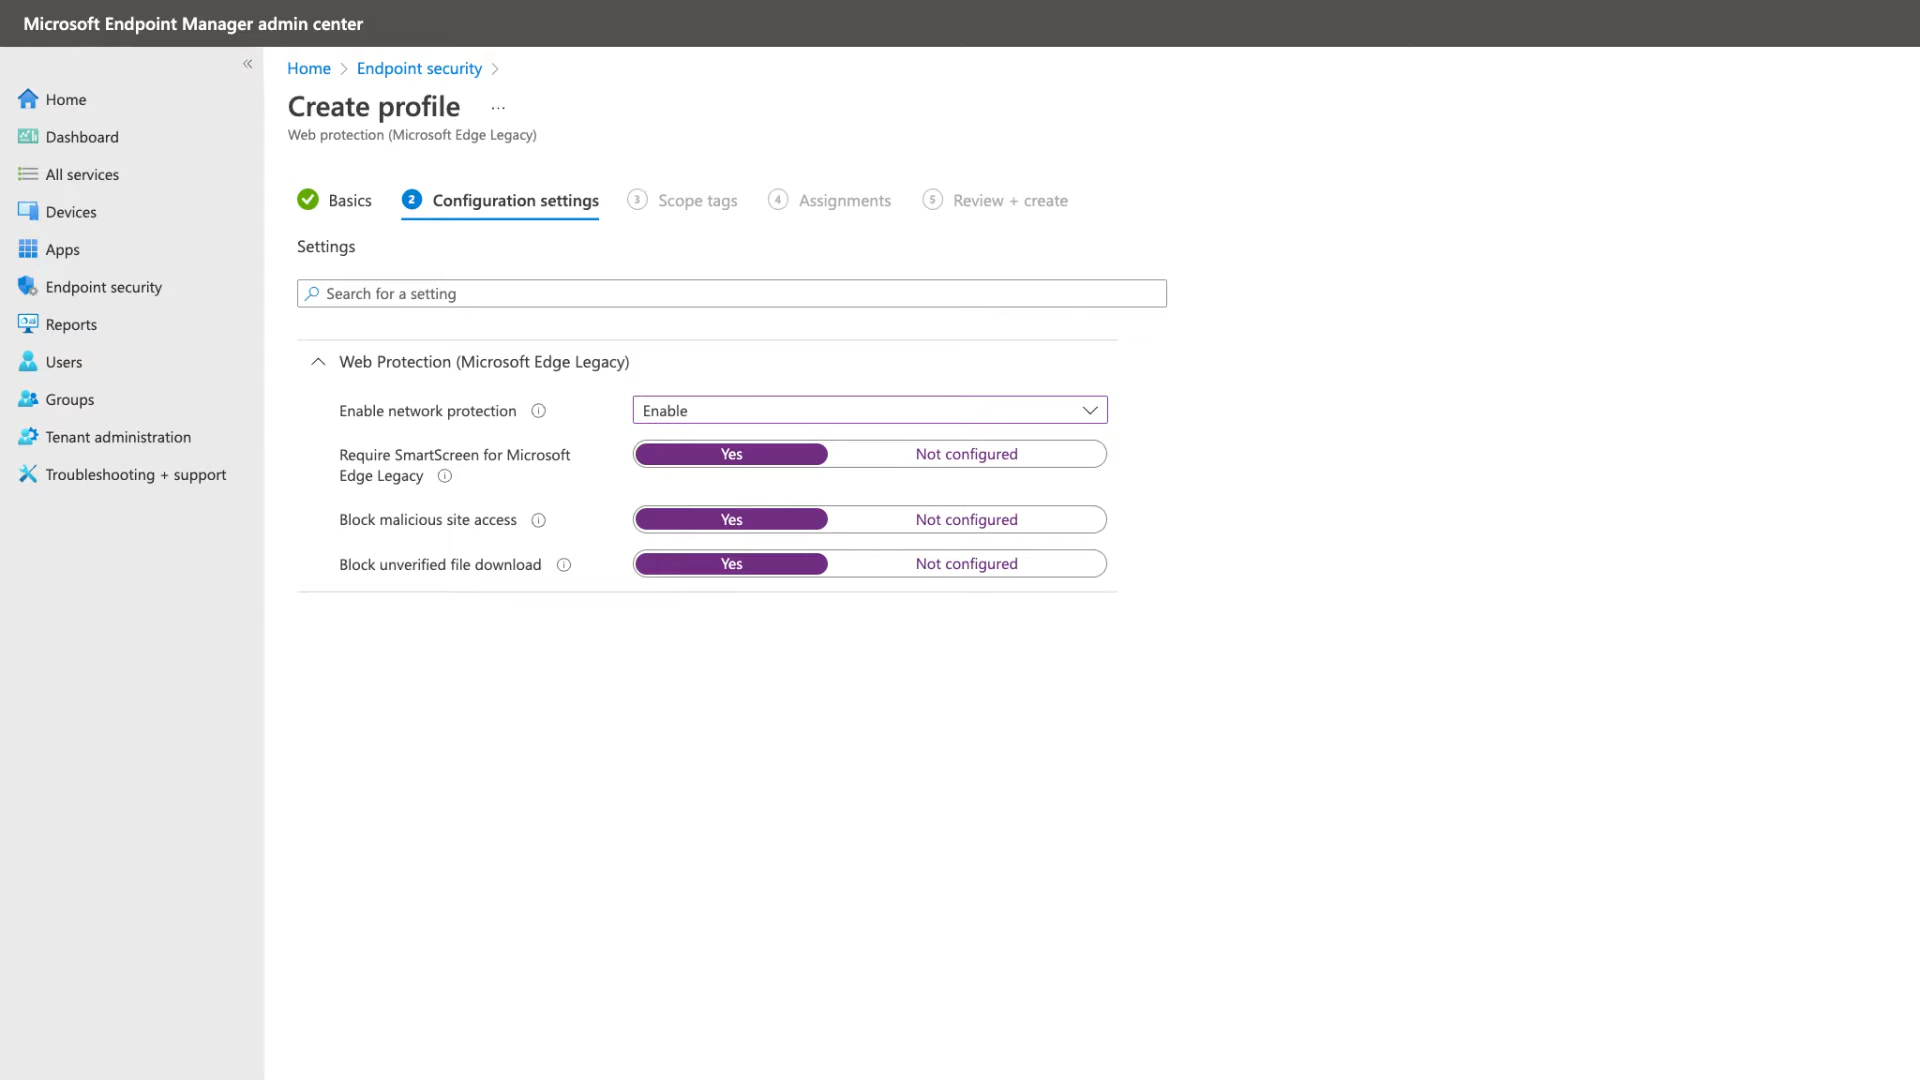 Microsoft Endpoint Manager admin center
«
Home
Dashboard
All services
Devices
Apps
Endpoint security
Reports
Users
Groups
Tenant administration
Troubleshooting + support
Home > Endpoint security >
Create profile ...
Web protection (Microsoft Edge Legacy)
Basics 2 Configuration settings 3 Scope tags 4 Assignments 5 Review + create
Settings
Search for a setting
Web Protection (Microsoft Edge Legacy)
Enable network protection Enable
Require SmartScreen for Microsoft
Edge Legacy Yes Not configured
Block malicious site access Yes Not configured
Block unverified file download Yes Not configured